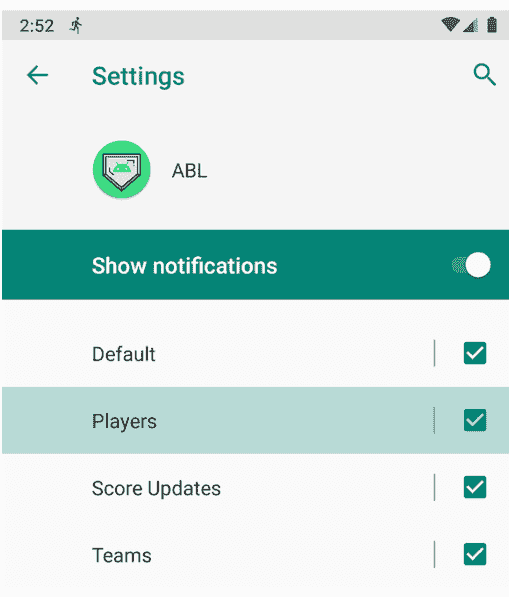 2:52
Settings
ABL
Show notifications
Default
Players
Score Updates
Teams